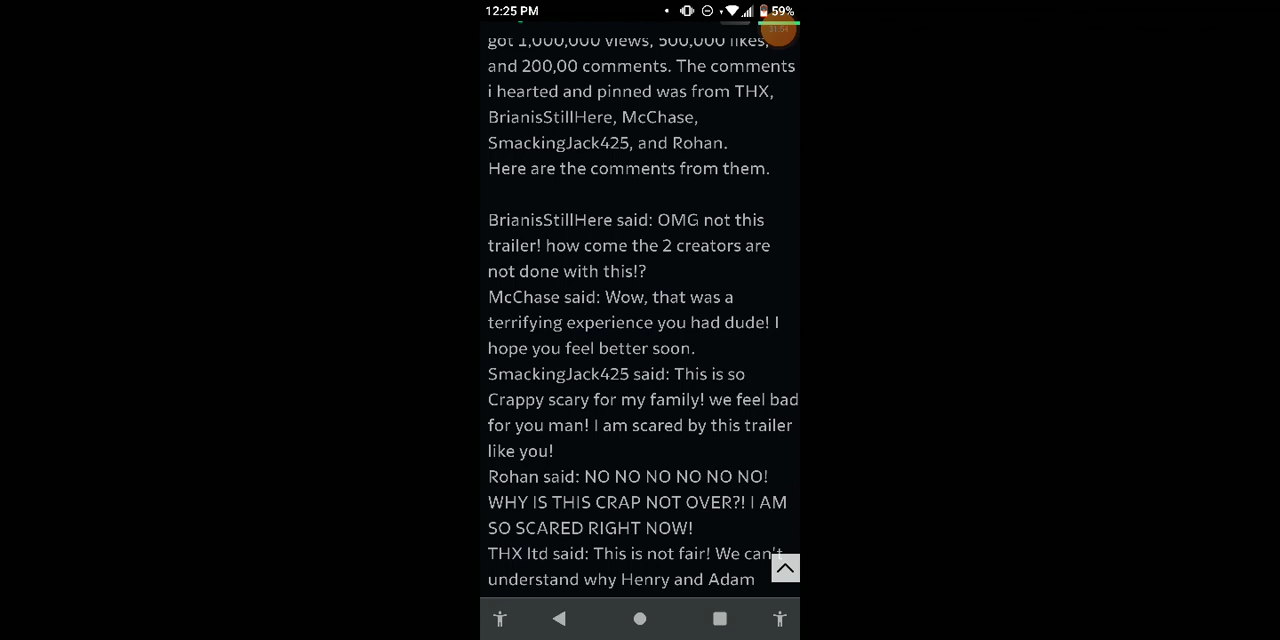 12:25 PM
59%
21:54
got 1,000,000 views, 500,000 likes,
and 200,00 comments. The comments
i hearted and pinned was from THX,
BrianisStillHere, McChase,
SmackingJack425, and Rohan.
Here are the comments from them.
BrianisStillHere said: OMG not this
trailer! how come the 2 creators are
not done with this!?
McChase said: Wow, that was a
terrifying experience you had dude! I
hope you feel better soon.
SmackingJack425 said: This is so
Crappy scary for my family! we feel bad
for you man! I am scared by this trailer
like you!
Rohan said: NO NO NO NO NO NO!
WHY IS THIS CRAP NOT OVER?! I AM
SO SCARED RIGHT NOW!
THX ltd said: This is not fair! We can't
understand why Henry and Adam